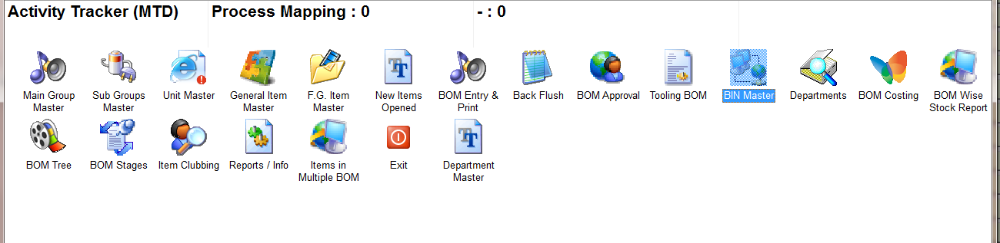 Activity Tracker (MTD) Process Mapping : 0 - : 0
Main Group Master
Sub Groups Master
Unit Master
General Item Master
F.G. Item Master
New Items Opened
BOM Entry & Print
Back Flush
BOM Approval
Tooling BOM
BIN Master
Departments
BOM Costing
BOM Wise Stock Report
BOM Tree
BOM Stages
Item Clubbing
Reports / Info
Items in Multiple BOM
Exit
Department Master